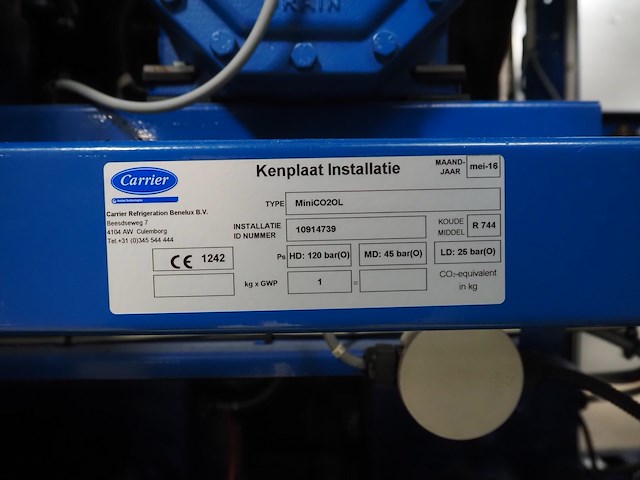 Carrier
Kenplaat Installatie
MAAND-
JAAR
mei-16
TYPE
MiniCO2OL
Carrier Refrigeration Benelux B.V.
Beesdseweg 7
4104 AW Culemborg
Tel.+31 (0)345 544 444
INSTALLATIE
ID NUMMER
10914739
KOUDE
MIDDEL
R 744
CE 1242
Ps
HD: 120 bar(O)
MD: 45 bar(O)
LD: 25 bar(O)
kg x GWP
1
=
CO₂-equivalent
in kg